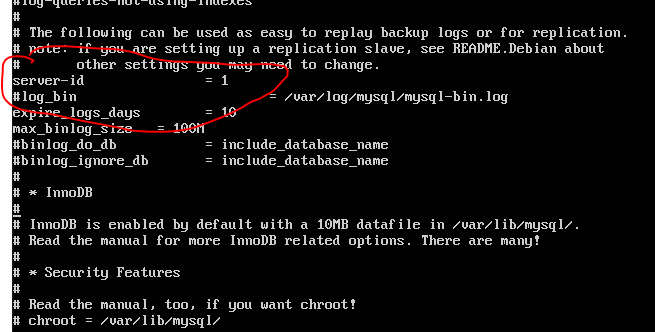 #log-queries-not-using-indexes
#
# The following can be used as easy to replay backup logs or for replication.
# note: if you are setting up a replication slave, see README.Debian about
#       other settings you may need to change.
server-id               = 1
#log_bin                        = /var/log/mysql/mysql-bin.log
expire_logs_days        = 10
max_binlog_size   = 100M
#binlog_do_db           = include_database_name
#binlog_ignore_db       = include_database_name
#
# * InnoDB
#
# InnoDB is enabled by default with a 10MB datafile in /var/lib/mysql/.
# Read the manual for more InnoDB related options. There are many!
#
# * Security Features
#
# Read the manual, too, if you want chroot!
# chroot = /var/lib/mysql/